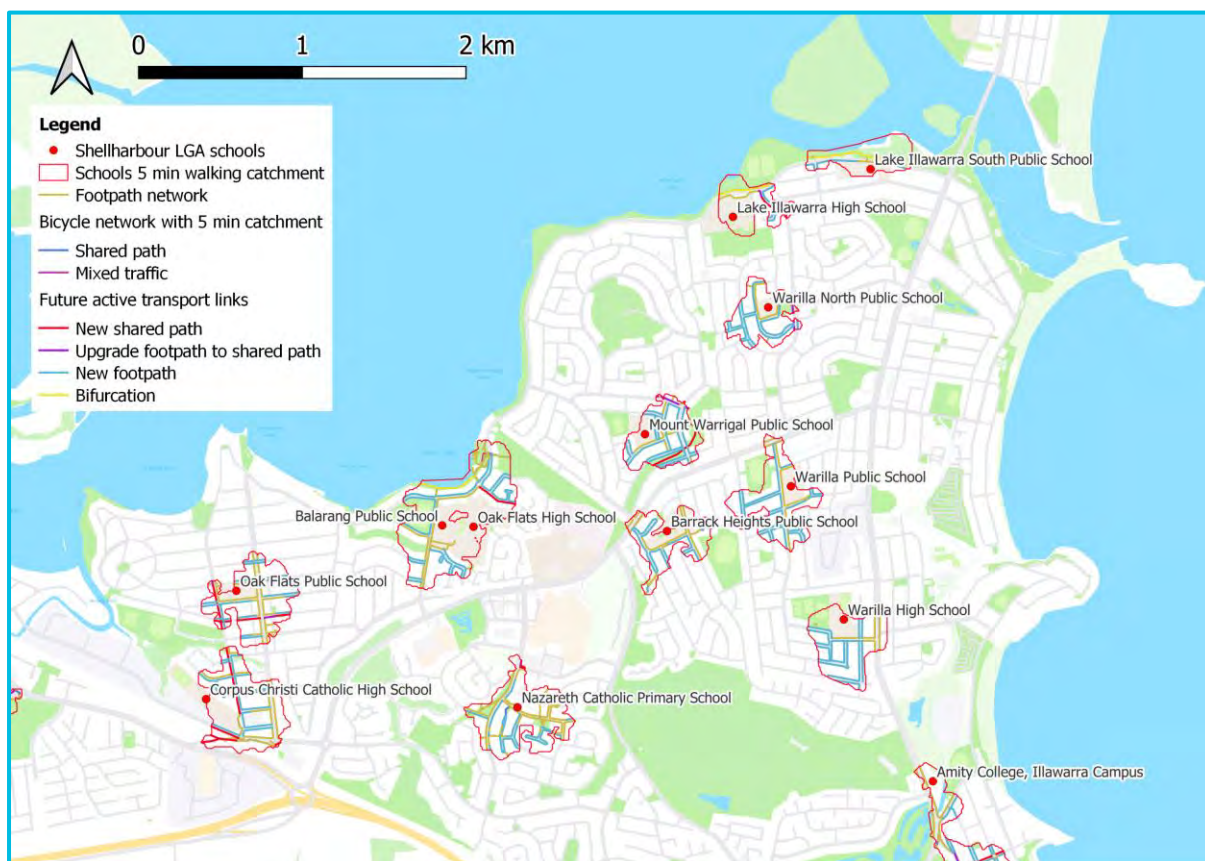 0 1 2 km
Legend
Shellharbour LGA schools
Schools 5 min walking catchment
Footpath network
Bicycle network with 5 min catchment
Shared path
Mixed traffic
Future active transport links
New shared path
Upgrade footpath to shared path
New footpath
Bifurcation
Lake Illawarra South Public School
Lake Illawarra High School
Warilla North Public School
Mount Warrigal Public School
Warilla Public School
Balarang Public School
Oak Flats High School
Barrack Heights Public School
Oak Flats Public School
Warilla High School
Corpus Christi Catholic High School
Nazareth Catholic Primary School
Amity College, Illawarra Campus